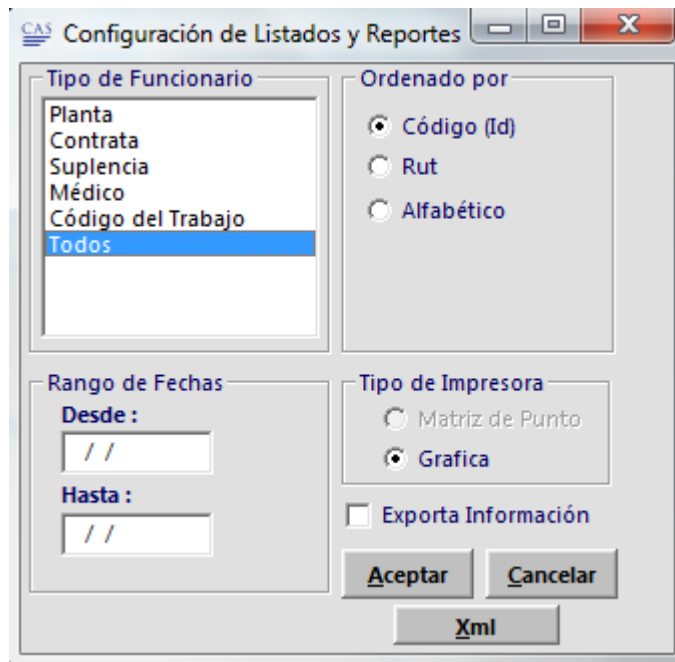 CAS Configuración de Listados y Reportes
Tipo de Funcionario
Planta
Contrata
Suplencia
Médico
Código del Trabajo
Todos
Ordenado por
Código (Id)
Rut
Alfabético
Rango de Fechas
Desde :
/ /
Hasta :
/ /
Tipo de Impresora
Matriz de Punto
Grafica
Exporta Información
Aceptar Cancelar
Xml